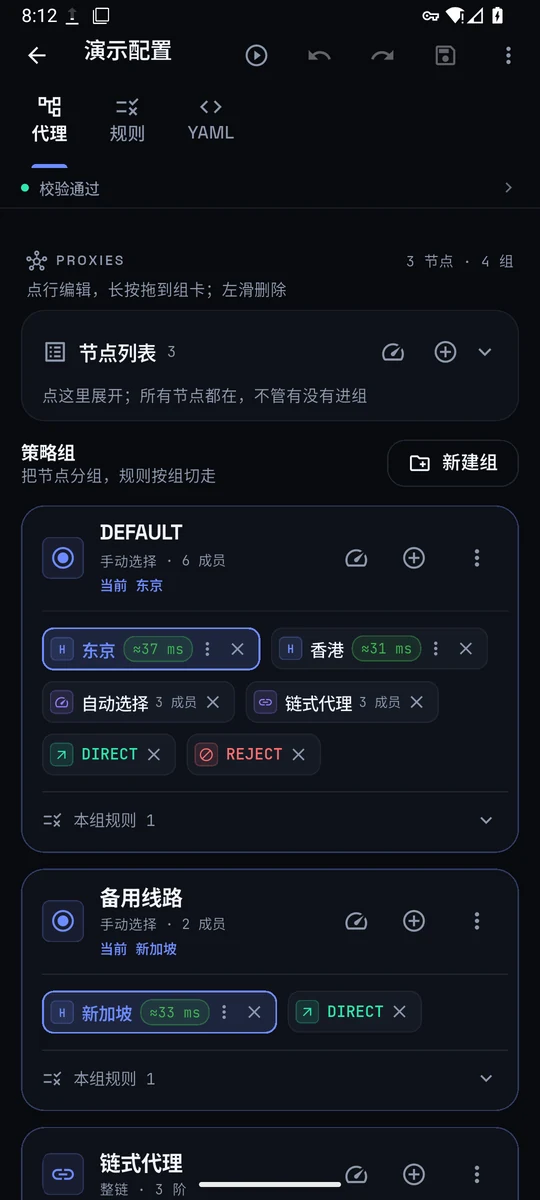 8:12
演示配置
代理 规则 YAML
校验通过
PROXIES 3 节点 · 4 组
点行编辑，长按拖到组卡；左滑删除
节点列表 3
点这里展开；所有节点都在，不管有没有进组
策略组
把节点分组，规则按组切走
新建组
DEFAULT
手动选择 · 6 成员
当前 东京
H 东京 ≈37 ms H 香港 ≈31 ms
自动选择 3 成员 链式代理 3 成员
DIRECT REJECT
本组规则 1
备用线路
手动选择 · 2 成员
当前 新加坡
H 新加坡 ≈33 ms DIRECT
本组规则 1
链式代理
整链 · 3 阶